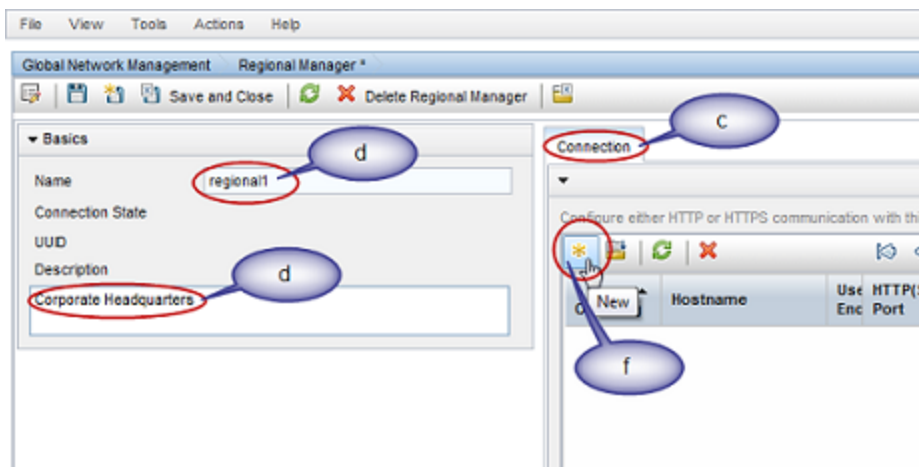 File View Tools Actions Help
Global Network Management Regional Manager *
Save and Close Delete Regional Manager
Basics
d
Name regional1
Connection State
UUID
Description
d
Corporate Headquarters
c
Connection
Configure either HTTP or HTTPS communication with
New
Hostname
HTTP(
Enc Port
f